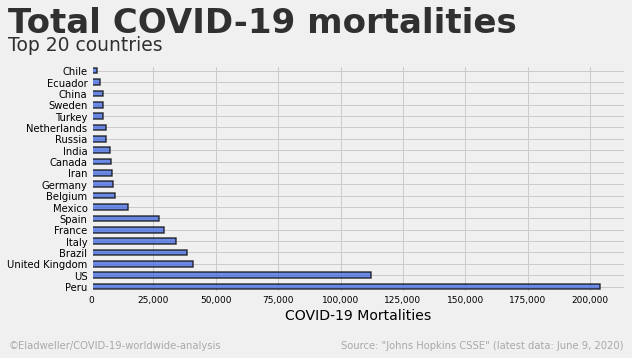 Total COVID-19 mortalities
Top 20 countries
Chile
Ecuador
China
Sweden
Turkey
Netherlands
Russia
India
Canada
Iran
Germany
Belgium
Mexico
Spain
France
Italy
Brazil
United Kingdom
US
Peru
0 25,000 50,000 75,000 100,000 125,000 150,000 175,000 200,000
COVID-19 Mortalities
©Eladweller/COVID-19-worldwide-analysis Source: "Johns Hopkins CSSE" (latest data: June 9, 2020)